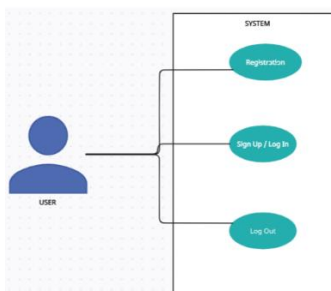 SYSTEM
Registration
Sign Up / Log In
USER
Log Out